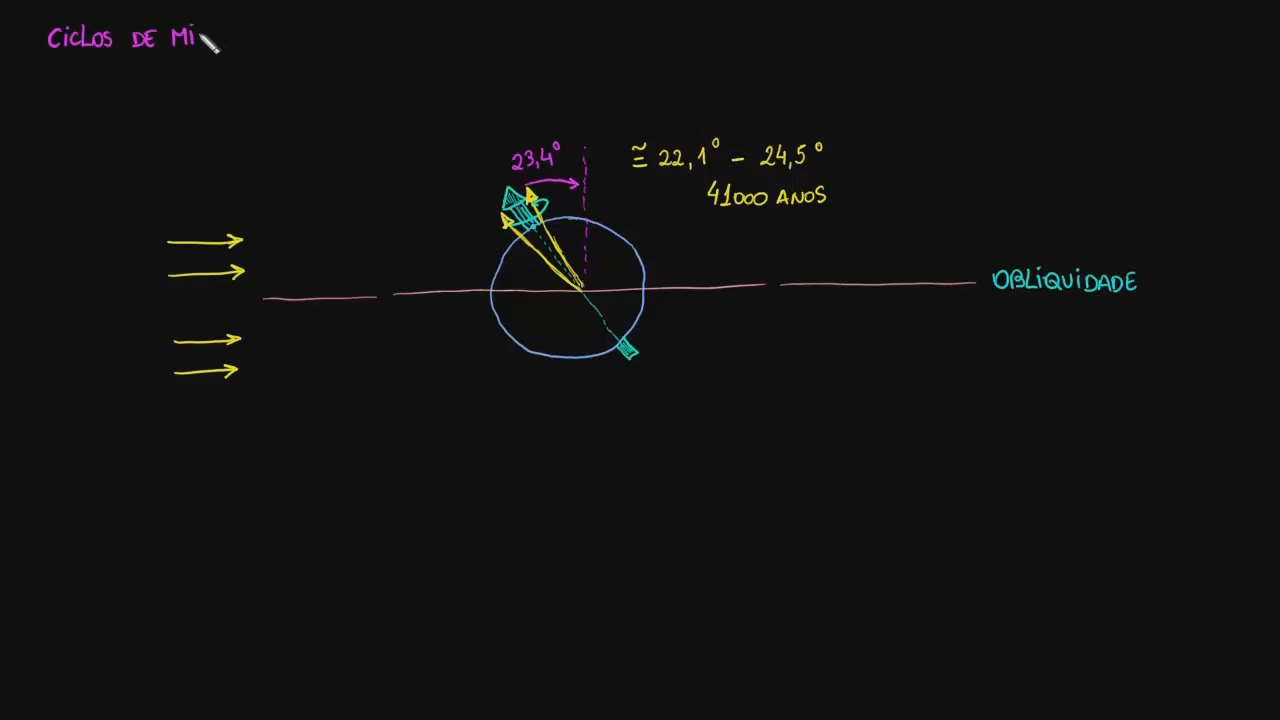 CiCLOS DE Mi
23,4°
≅ 22,1° - 24,5°
41000 ANOS
OBLiQUiDADE